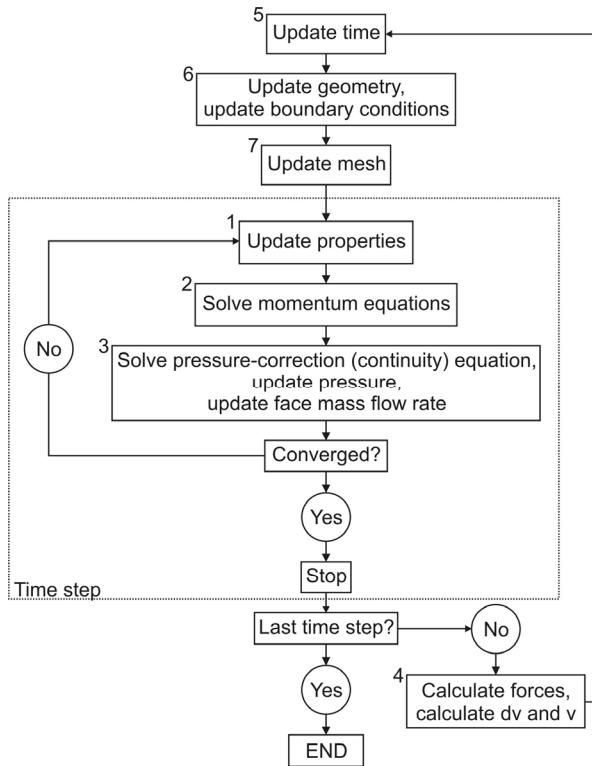 5
Update time
6
Update geometry,
update boundary conditions
7
Update mesh
1
Update properties
2
Solve momentum equations
No
3
Solve pressure-correction (continuity) equation,
update pressure,
update face mass flow rate
Converged?
Yes
Stop
Time step
Last time step?
No
Yes
4
Calculate forces,
calculate dv and v
END